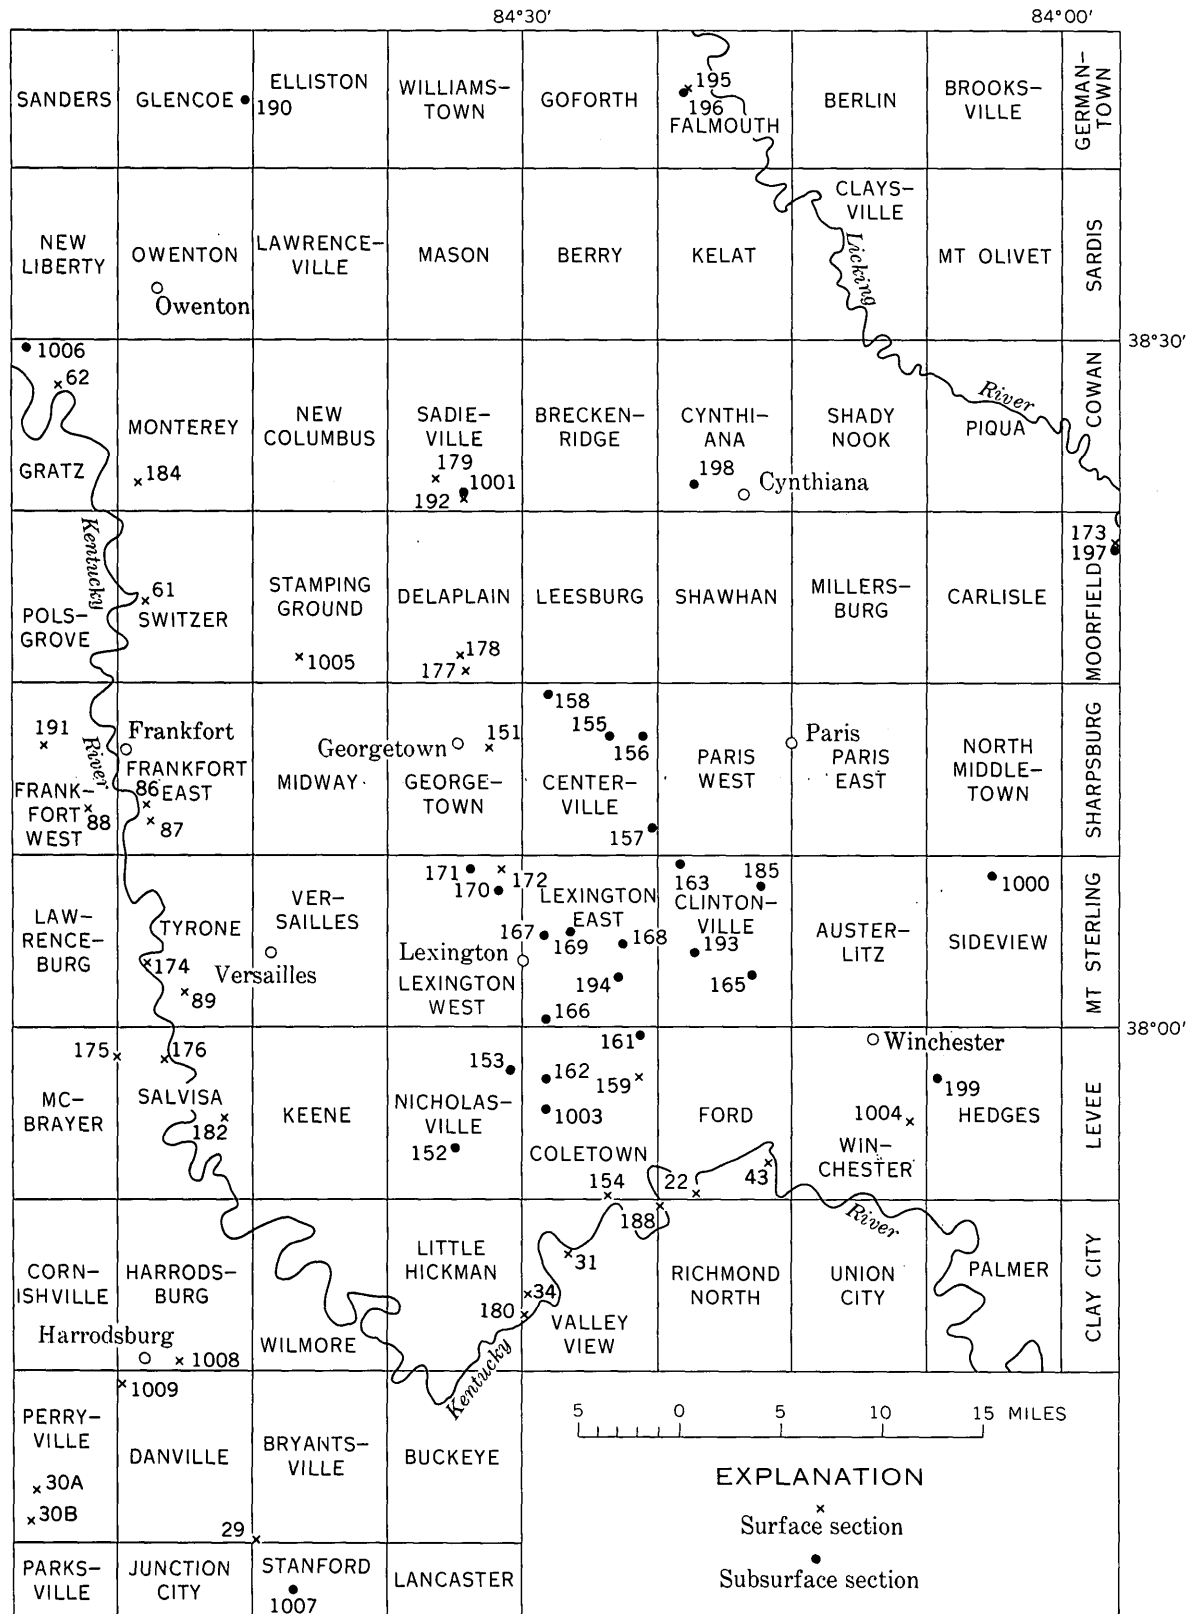 84°30′
84°00′
SANDERS
GLENCOE
190
ELLISTON
WILLIAMS–
TOWN
GOFORTH
195
196
FALMOUTH
BERLIN
BROOKS–
VILLE
GERMAN–
TOWN
NEW
LIBERTY
OWENTON
Owenton
LAWRENCE–
VILLE
MASON
BERRY
KELAT
CLAYS–
VILLE
Licking
MT OLIVET
SARDIS
38°30′
1006
62
GRATZ
MONTEREY
184
NEW
COLUMBUS
SADIE–
VILLE
179
1001
192
BRECKEN–
RIDGE
CYNTHI–
ANA
198
Cynthiana
SHADY
NOOK
River
PIQUA
COWAN
Kentucky
POLS–
GROVE
61
SWITZER
STAMPING
GROUND
1005
DELAPLAIN
178
177
LEESBURG
SHAWHAN
MILLERS–
BURG
CARLISLE
173
197
MOORFIELD
191
River
FRANK–
FORT
WEST
88
Frankfort
FRANKFORT
EAST
86
87
MIDWAY
Georgetown
151
GEORGE–
TOWN
158
155
156
CENTER–
VILLE
157
PARIS
WEST
Paris
PARIS
EAST
NORTH
MIDDLE–
TOWN
SHARPSBURG
LAW–
RENCE–
BURG
TYRONE
174
89
VER–
SAILLES
Versailles
171
172
170
Lexington
LEXINGTON
WEST
LEXINGTON
EAST
167
169
168
194
166
163
185
CLINTON–
VILLE
193
165
AUSTER–
LITZ
1000
SIDEVIEW
MT STERLING
38°00′
175
176
MC–
BRAYER
SALVISA
182
KEENE
153
NICHOLAS–
VILLE
152
161
162
159
1003
COLETOWN
154
FORD
22
43
Winchester
1004
WIN–
CHESTER
199
HEDGES
LEVEE
CORN–
ISHVILLE
HARRODS–
BURG
Harrodsburg
1008
WILMORE
LITTLE
HICKMAN
188
31
34
180
VALLEY
VIEW
Kentucky
RICHMOND
NORTH
River
UNION
CITY
PALMER
CLAY CITY
1009
PERRY–
VILLE
30A
30B
DANVILLE
29
BRYANTS–
VILLE
BUCKEYE
5 0 5 10 15 MILES
EXPLANATION
Surface section
Subsurface section
PARKS–
VILLE
JUNCTION
CITY
STANFORD
1007
LANCASTER